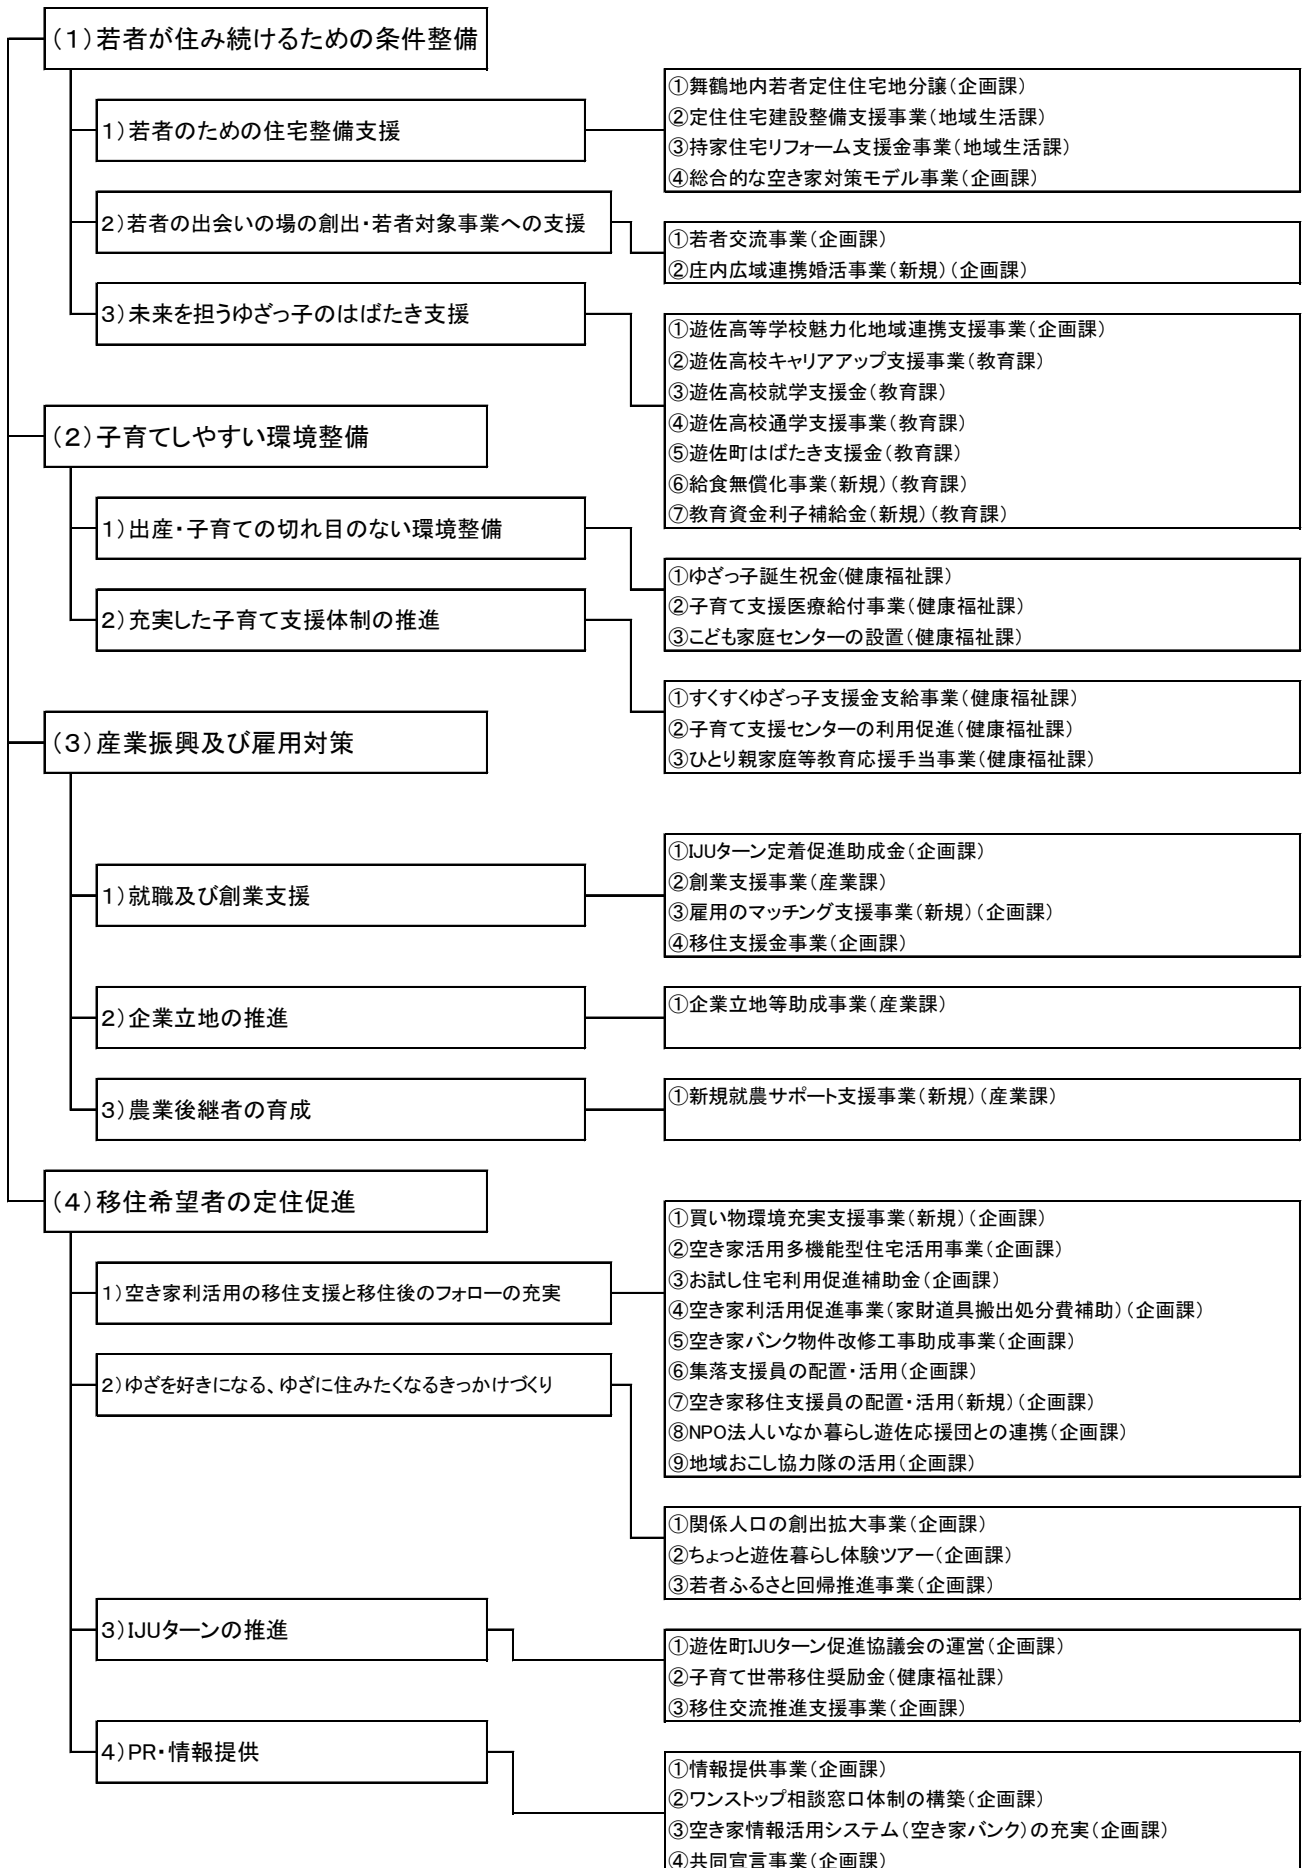 (1)若者が住み続けるための条件整備
1)若者のための住宅整備支援
①舞鶴地内若者定住住宅地分譲(企画課)
②定住住宅建設整備支援事業(地域生活課)
③持家住宅リフォーム支援金事業(地域生活課)
④総合的な空き家対策モデル事業(企画課)
2)若者の出会いの場の創出・若者対象事業への支援
①若者交流事業(企画課)
②庄内広域連携婚活事業(新規)(企画課)
3)未来を担うゆざっ子のはばたき支援
①遊佐高等学校魅力化地域連携支援事業(企画課)
②遊佐高校キャリアアップ支援事業(教育課)
③遊佐高校就学支援金(教育課)
④遊佐高校通学支援事業(教育課)
⑤遊佐町はばたき支援金(教育課)
⑥給食無償化事業(新規)(教育課)
⑦教育資金利子補給金(新規)(教育課)
(2)子育てしやすい環境整備
1)出産・子育ての切れ目のない環境整備
①ゆざっ子誕生祝金(健康福祉課)
②子育て支援医療給付事業(健康福祉課)
③こども家庭センターの設置(健康福祉課)
2)充実した子育て支援体制の推進
①すくすくゆざっ子支援金支給事業(健康福祉課)
②子育て支援センターの利用促進(健康福祉課)
③ひとり親家庭等教育応援手当事業(健康福祉課)
(3)産業振興及び雇用対策
1)就職及び創業支援
①IJUターン定着促進助成金(企画課)
②創業支援事業(産業課)
③雇用のマッチング支援事業(新規)(企画課)
④移住支援金事業(企画課)
2)企業立地の推進
①企業立地等助成事業(産業課)
3)農業後継者の育成
①新規就農サポート支援事業(新規)(産業課)
(4)移住希望者の定住促進
1)空き家利活用の移住支援と移住後のフォローの充実
①買い物環境充実支援事業(新規)(企画課)
②空き家活用多機能型住宅活用事業(企画課)
③お試し住宅利用促進補助金(企画課)
④空き家利活用促進事業(家財道具搬出処分費補助)(企画課)
⑤空き家バンク物件改修工事助成事業(企画課)
⑥集落支援員の配置・活用(企画課)
⑦空き家移住支援員の配置・活用(新規)(企画課)
⑧NPO法人いなか暮らし遊佐応援団との連携(企画課)
⑨地域おこし協力隊の活用(企画課)
2)ゆざを好きになる、ゆざに住みたくなるきっかけづくり
①関係人口の創出拡大事業(企画課)
②ちょっと遊佐暮らし体験ツアー(企画課)
③若者ふるさと回帰推進事業(企画課)
3)IJUターンの推進
①遊佐町IJUターン促進協議会の運営(企画課)
②子育て世帯移住奨励金(健康福祉課)
③移住交流推進支援事業(企画課)
4)PR・情報提供
①情報提供事業(企画課)
②ワンストップ相談窓口体制の構築(企画課)
③空き家情報活用システム(空き家バンク)の充実(企画課)
④共同宣言事業(企画課)